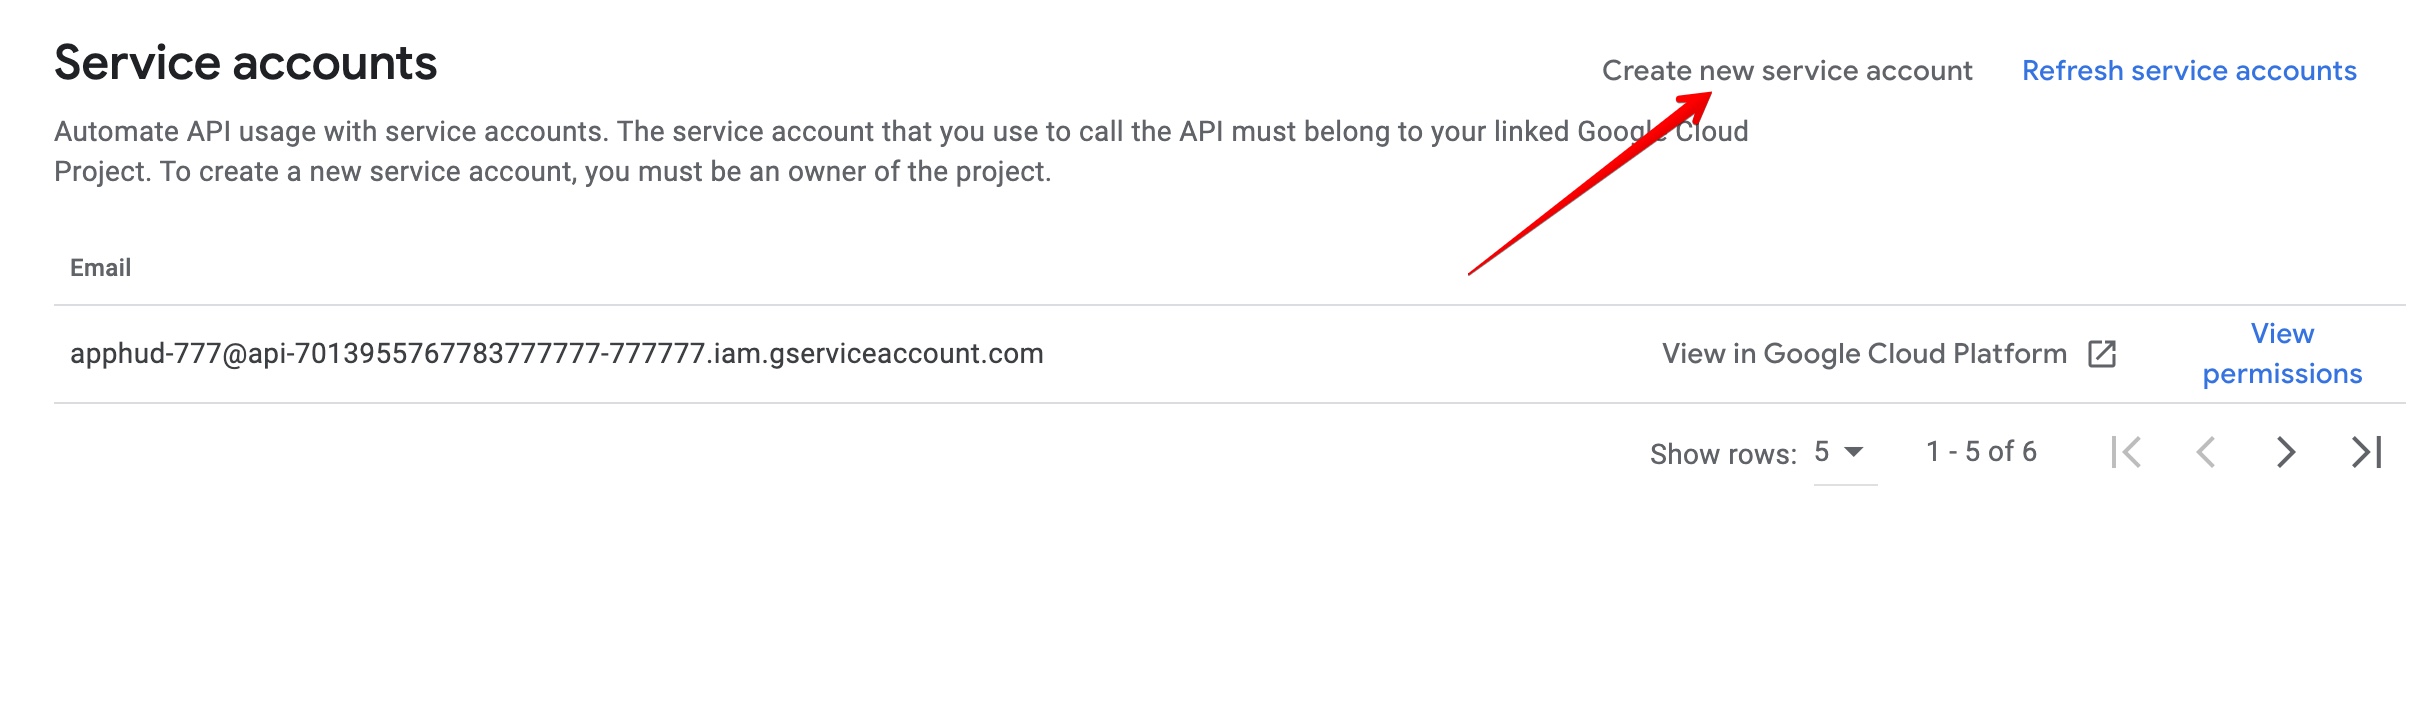 Service accounts
Create new service account
Refresh service accounts
Automate API usage with service accounts. The service account that you use to call the API must belong to your linked Google Cloud
Project. To create a new service account, you must be an owner of the project.
Email
apphud-777@api-7013955767783777777-777777.iam.gserviceaccount.com
View in Google Cloud Platform
View
permissions
Show rows: 5
1 - 5 of 6